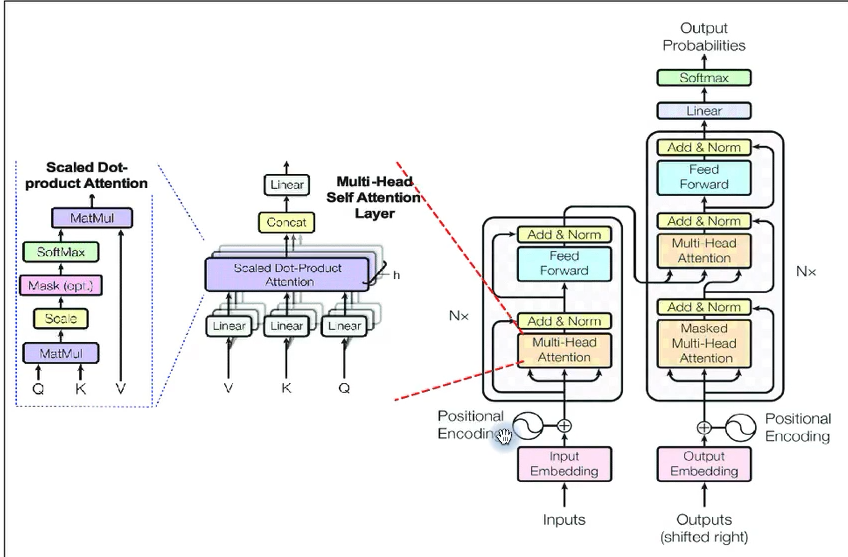 Scaled Dot-
product Attention
MatMul
SoftMax
Mask (opt.)
Scale
MatMul
Q K V
Linear
Multi-Head
Self Attention
Layer
Concat
Scaled Dot-Product
Attention
h
Linear Linear Linear
V K Q
Add & Norm
Feed
Forward
Nx
Add & Norm
Multi-Head
Attention
Positional
Encoding
Input
Embedding
Inputs
Output
Probabilities
Softmax
Linear
Add & Norm
Feed
Forward
Add & Norm
Multi-Head
Attention
Nx
Add & Norm
Masked
Multi-Head
Attention
Positional
Encoding
Output
Embedding
Outputs
(shifted right)